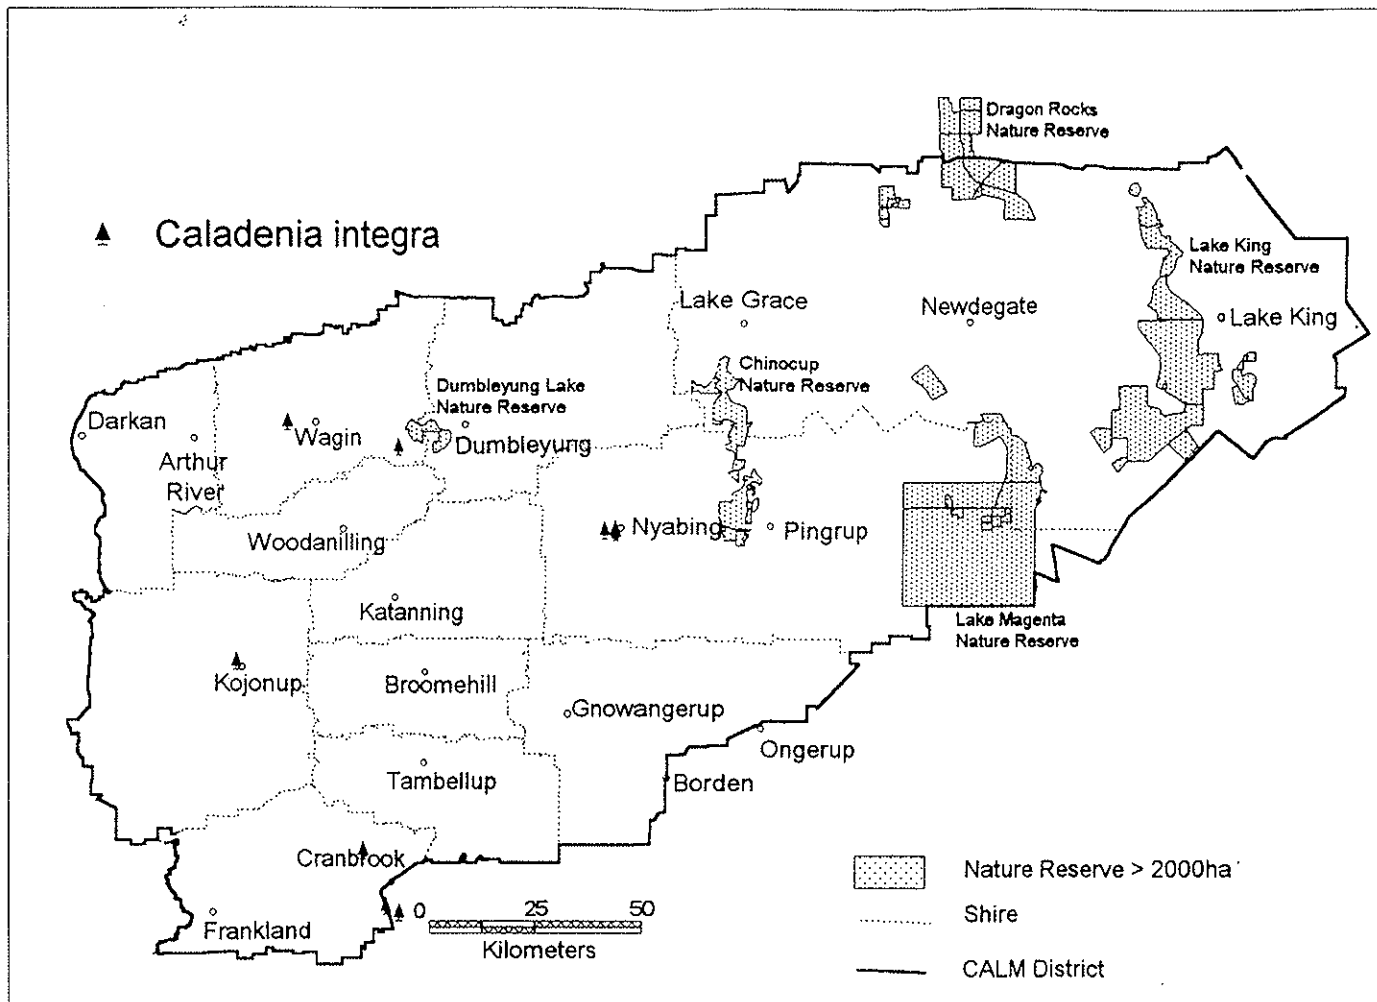 Dragon Rocks
Nature Reserve
Caladenia integra
Lake King
Nature Reserve
Lake Grace
Newdegate
Lake King
Chinocup
Nature Reserve
Dumbleyung Lake
Nature Reserve
Darkan
Wagin
Dumbleyung
Arthur
River
Woodanilling
Nyabing
Pingrup
Katanning
Lake Magenta
Nature Reserve
Kojonup
Broomehill
Gnowangerup
Ongerup
Tambellup
Borden
Cranbrook
Nature Reserve > 2000ha
0 25 50
Shire
Frankland
Kilometers
CALM District